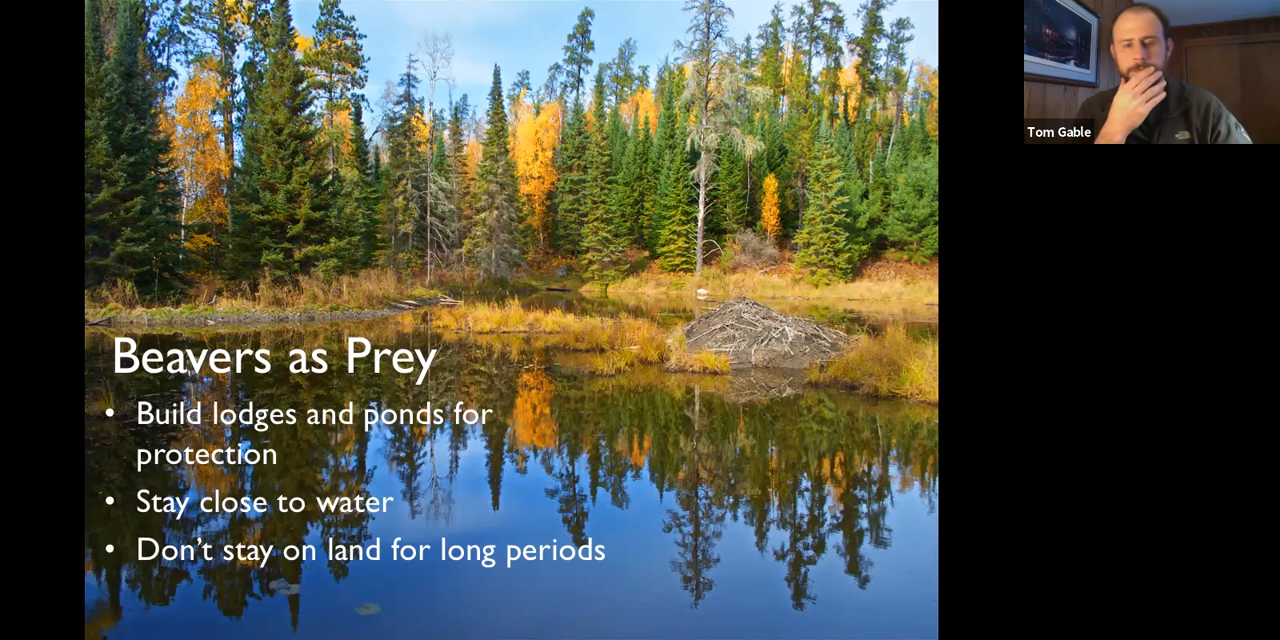 Beavers as Prey
• Build lodges and ponds for
protection
• Stay close to water
• Don't stay on land for long periods
Tom Gable